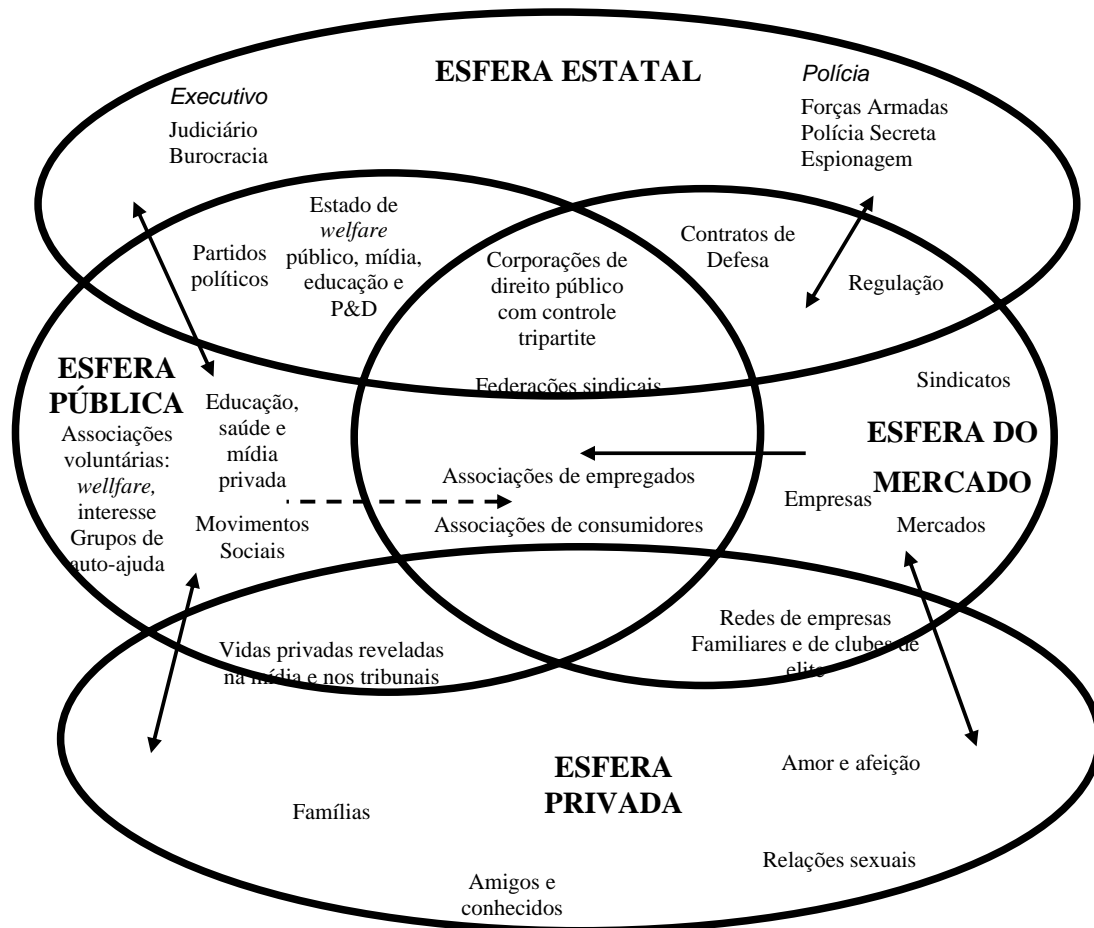 ESFERA ESTATAL
Executivo
Judiciário
Burocracia
Polícia
Forças Armadas
Polícia Secreta
Espionagem
Partidos
políticos
Estado de
welfare
público, mídia,
educação e
P&D
Corporações de
direito público
com controle
tripartite
Contratos de
Defesa
Regulação
Federações sindicais
ESFERA
PÚBLICA
Associações
voluntárias:
wellfare,
interesse
Grupos de
auto-ajuda
Educação,
saúde e
mídia
privada
Movimentos
Sociais
Associações de empregados
Associações de consumidores
Sindicatos
ESFERA DO
MERCADO
Empresas
Mercados
Vidas privadas reveladas
na mídia e nos tribunais
Redes de empresas
Familiares e de clubes de
elite
ESFERA
PRIVADA
Amor e afeição
Famílias
Relações sexuais
Amigos e
conhecidos